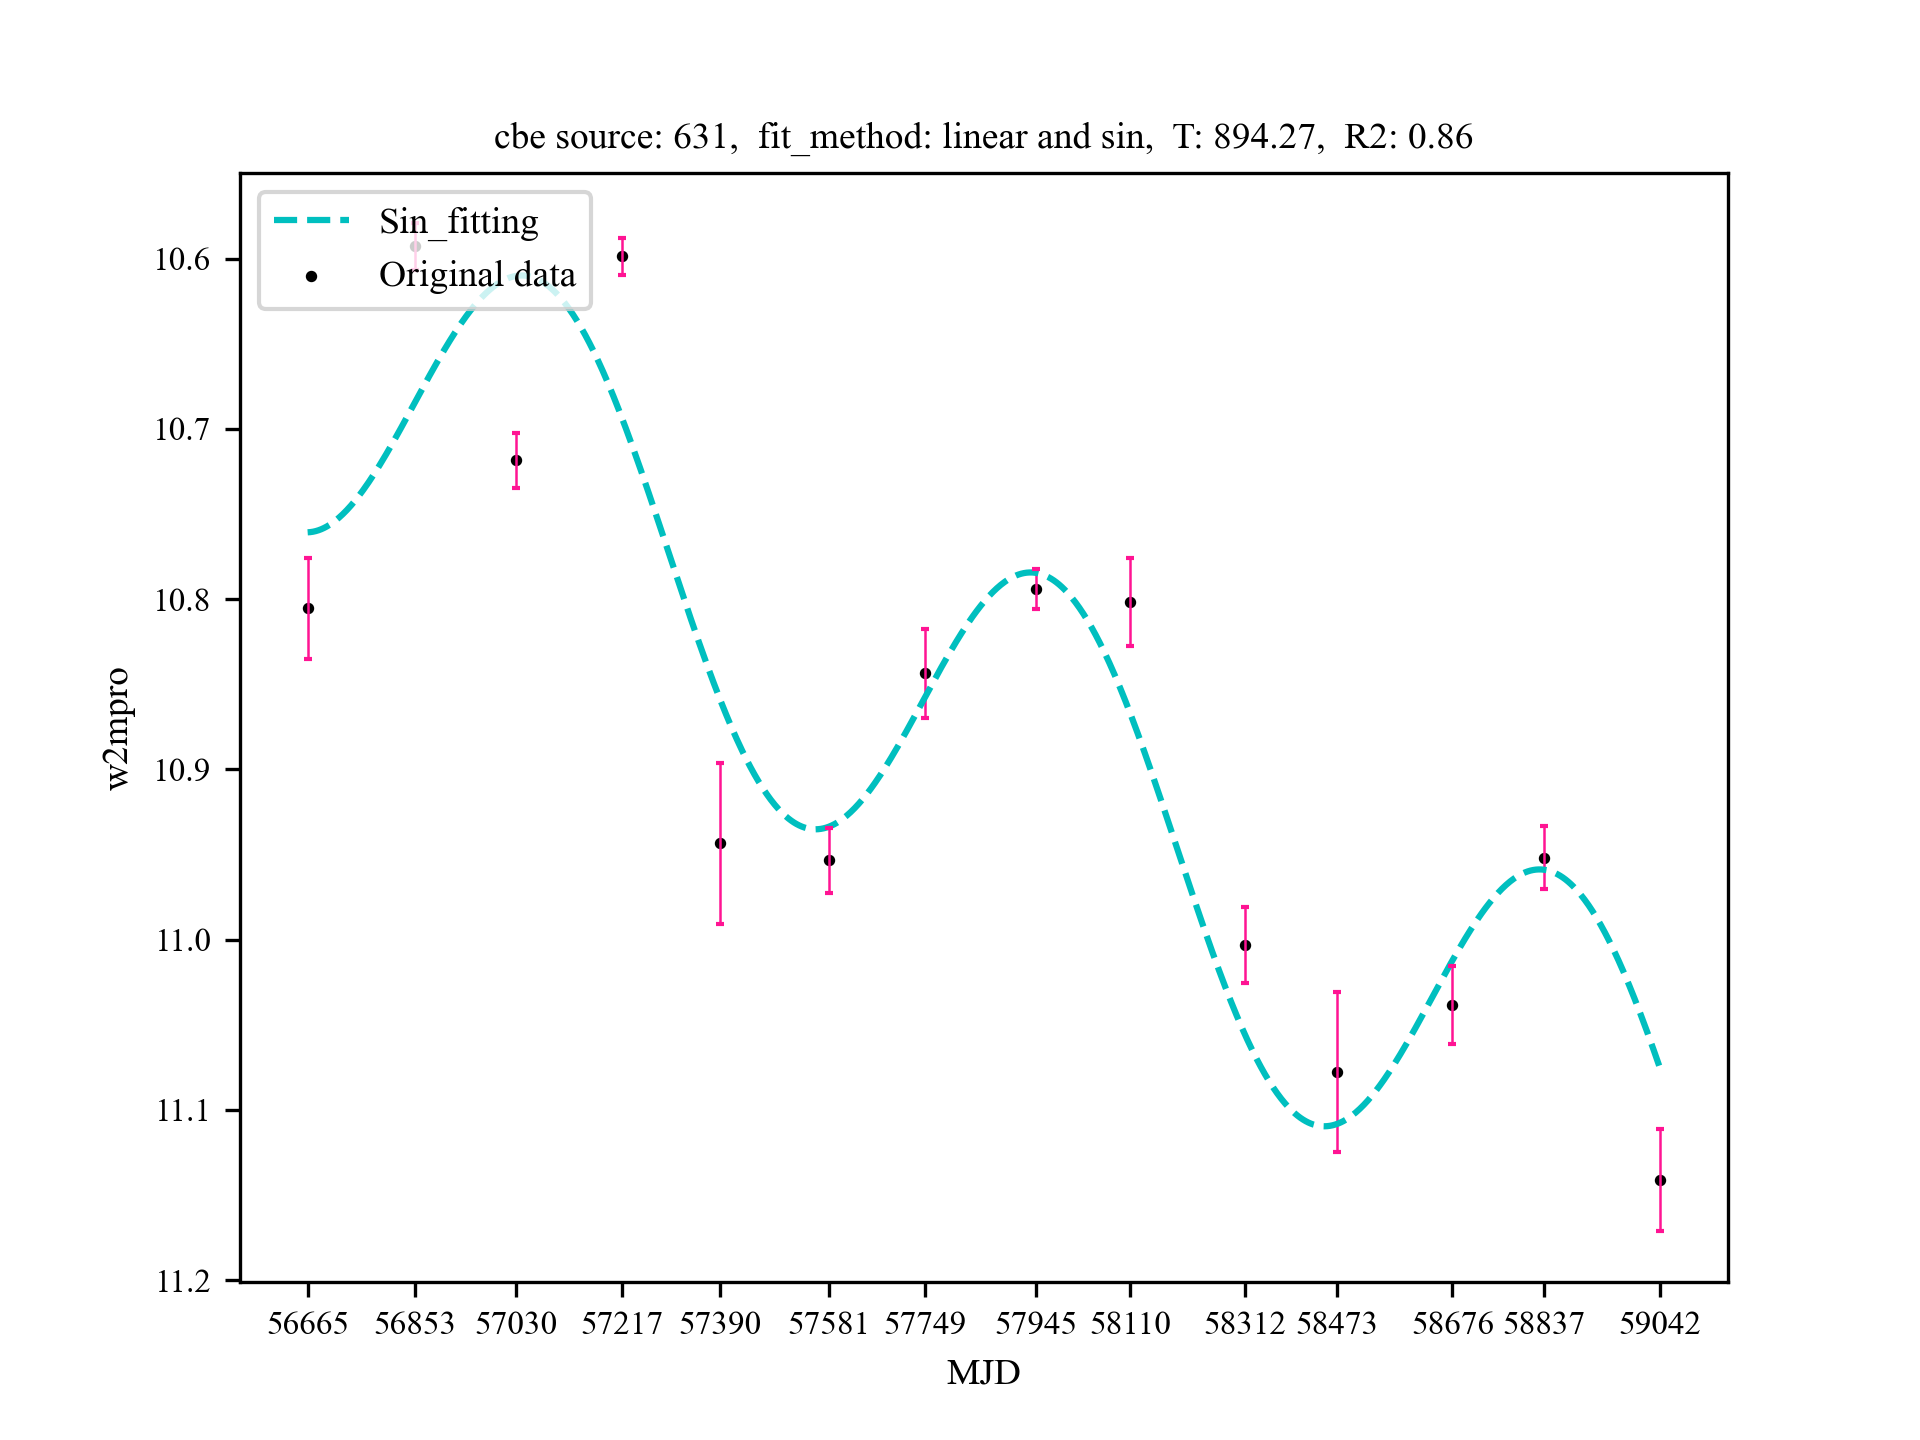 cbe source: 631,  fit_method: linear and sin,  T: 894.27,  R2: 0.86
Sin_fitting
Original data
10.6
10.7
10.8
10.9
11.0
11.1
11.2
w2mpro
56665 56853 57030 57217 57390 57581 57749 57945 58110 58312 58473 58676 58837 59042
MJD